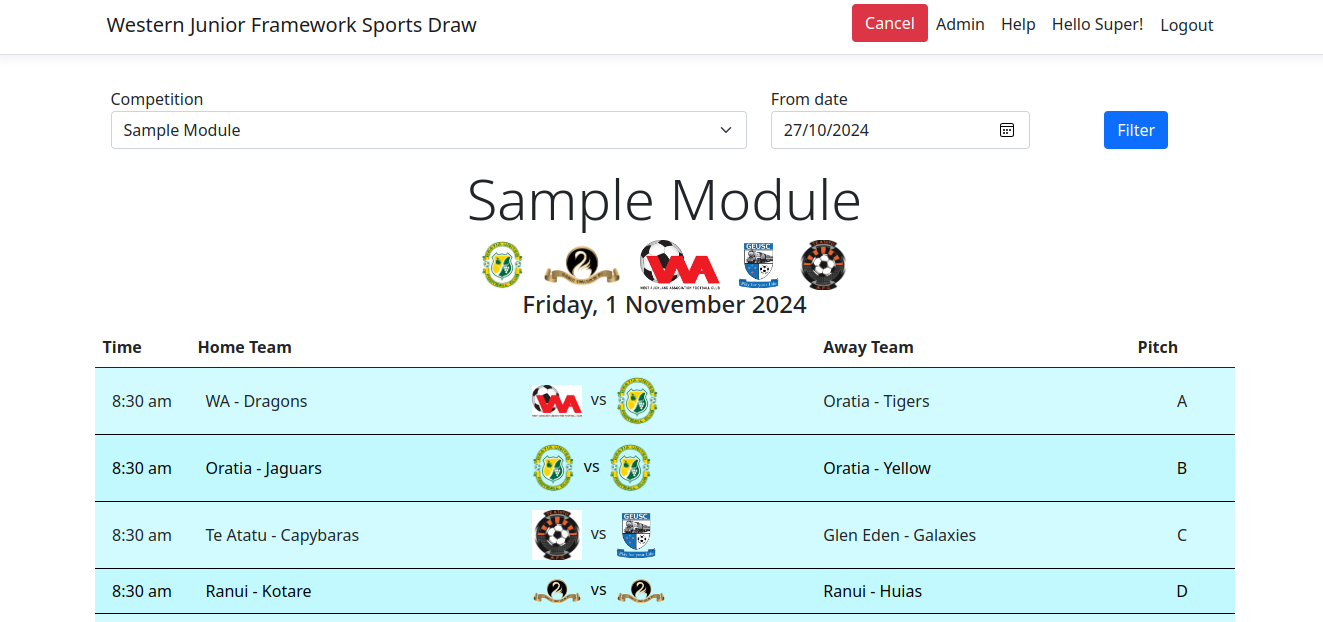 Western Junior Framework Sports Draw Cancel Admin Help Hello Super! Logout
Competition From date
Sample Module 27/10/2024 Filter
Sample Module
GEUSC
Friday, 1 November 2024
Time Home Team Away Team Pitch
8:30 am WA - Dragons vs Oratia - Tigers A
8:30 am Oratia - Jaguars vs Oratia - Yellow B
8:30 am Te Atatu - Capybaras GEUSC vs Glen Eden - Galaxies C
8:30 am Ranui - Kotare vs Ranui - Huias D